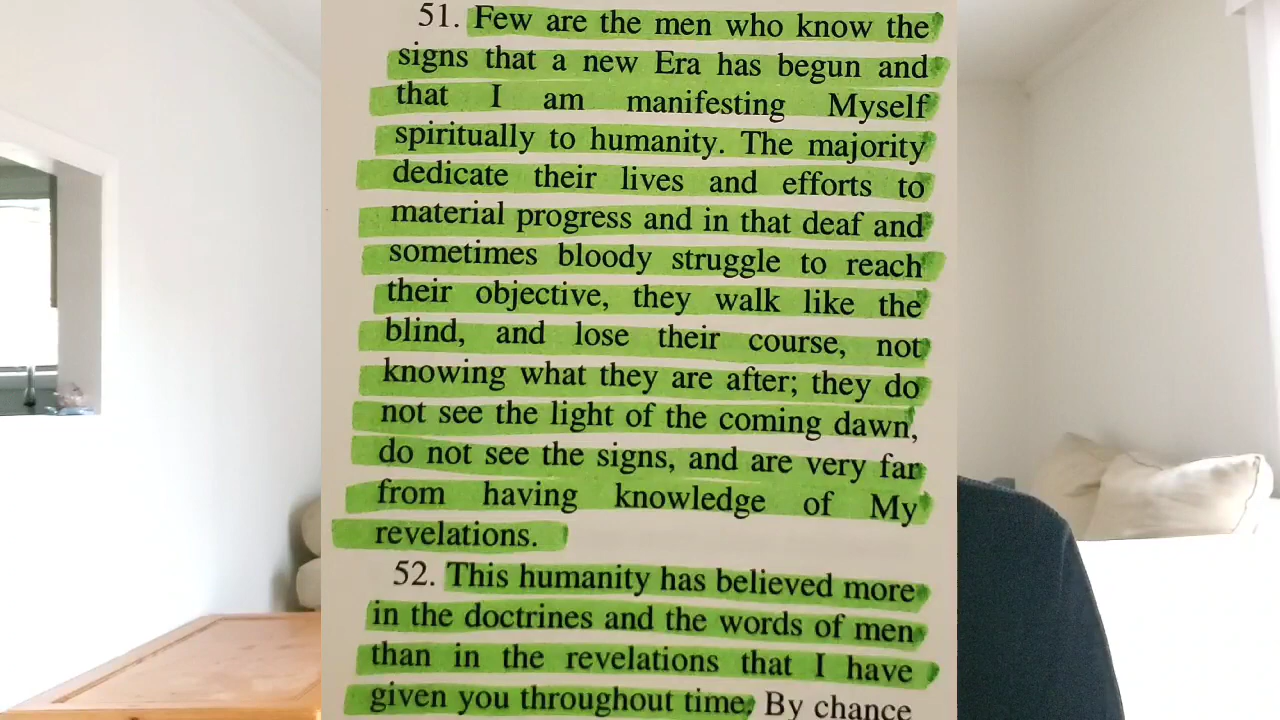 51. Few are the men who know the
signs that a new Era has begun and
that I am manifesting Myself
spiritually to humanity. The majority
dedicate their lives and efforts to
material progress and in that deaf and
sometimes bloody struggle to reach
their objective, they walk like the
blind, and lose their course, not
knowing what they are after; they do
not see the light of the coming dawn,
do not see the signs, and are very far
from having knowledge of My
revelations.
52. This humanity has believed more
in the doctrines and the words of men
than in the revelations that I have
given you throughout time. By chance